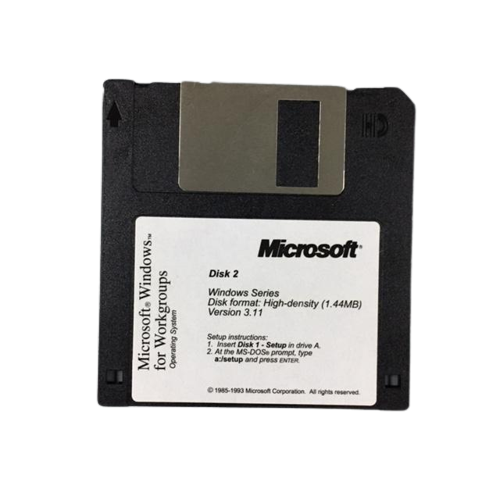 HD
Microsoft®
Disk 2
Windows Series
Disk format: High-density (1.44MB)
Version 3.11
Setup instructions:
1. Insert Disk 1 - Setup in drive A.
2. At the MS-DOS® prompt, type
a:/setup and press ENTER.
© 1985-1993 Microsoft Corporation. All rights reserved.
Microsoft® Windows™
for Workgroups
Operating System